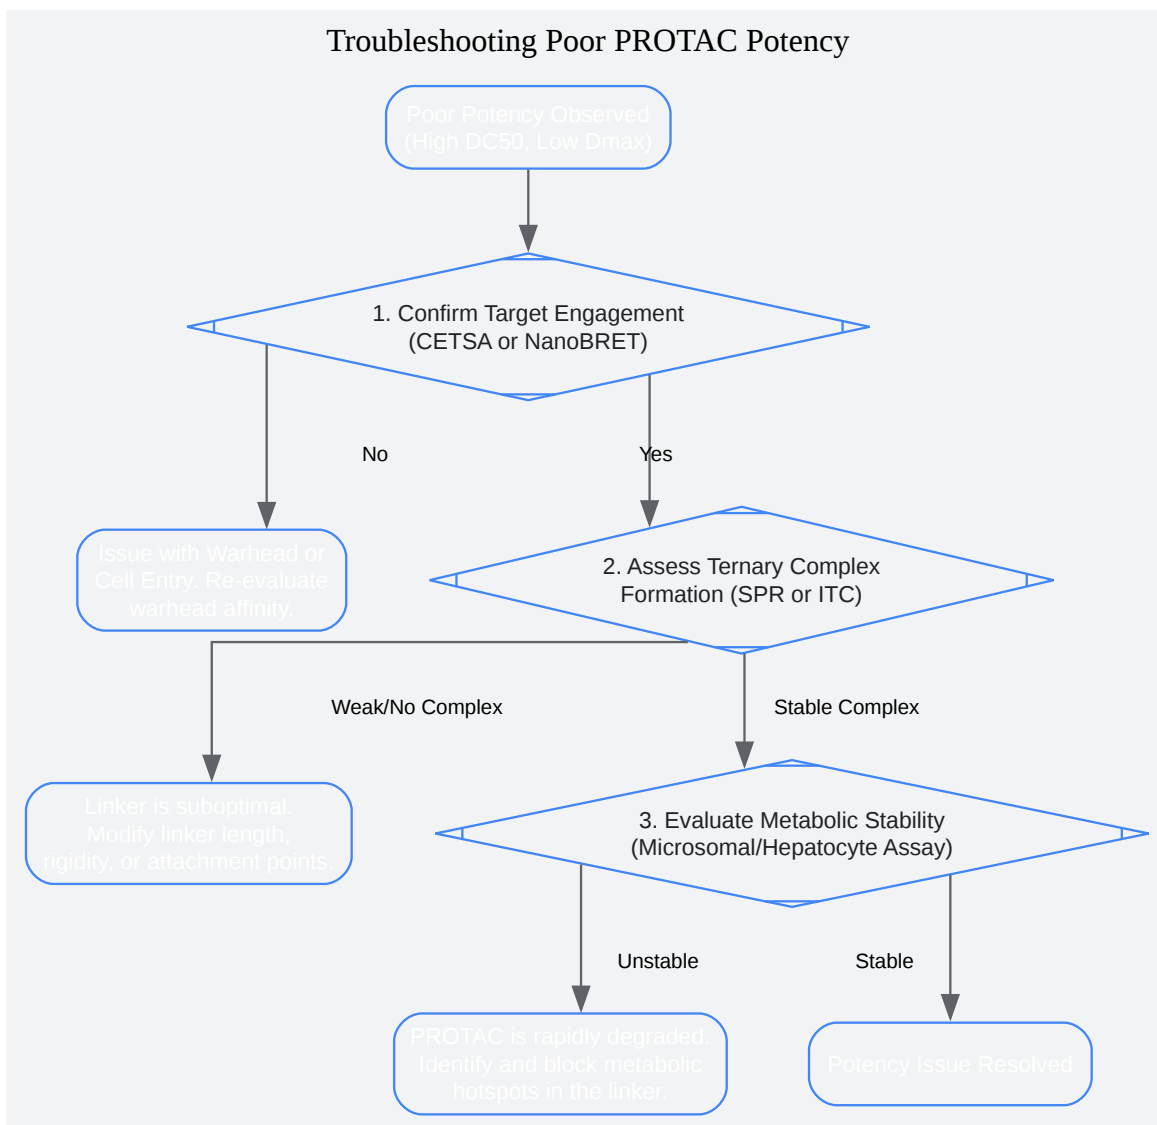 Troubleshooting Poor PROTAC Potency
Poor Potency Observed
(High DC50, Low Dmax)
1. Confirm Target Engagement
(CETSA or NanoBRET)
No
Yes
Issue with Warhead or
Cell Entry. Re-evaluate
warhead affinity.
2. Assess Ternary Complex
Formation (SPR or ITC)
Weak/No Complex
Stable Complex
Linker is suboptimal.
Modify linker length,
rigidity, or attachment points.
3. Evaluate Metabolic Stability
(Microsomal/Hepatocyte Assay)
Unstable
Stable
PROTAC is rapidly degraded.
Identify and block metabolic
hotspots in the linker.
Potency Issue Resolved